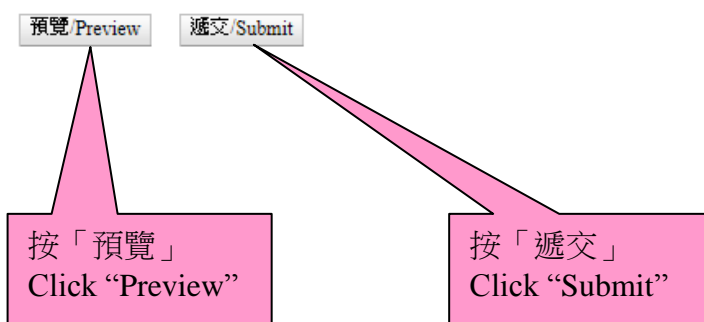 預覽/Preview
遞交/Submit
按「預覽」
Click “Preview”
按「遞交」
Click “Submit”